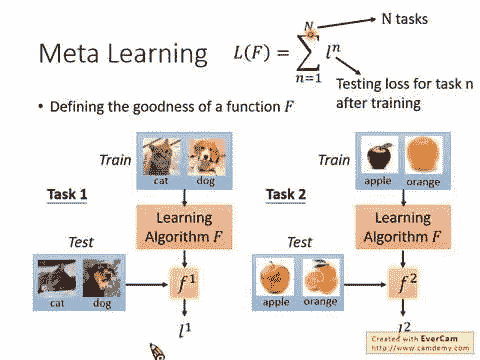 N tasks
Meta Learning
L(F) = \sum_{n=1}^{N} l^n
Testing loss for task n
after training
• Defining the goodness of a function F
Train
cat dog
Task 1
Learning
Algorithm F
Test
cat dog
f^1
l^1
Train
apple orange
Task 2
Learning
Algorithm F
Test
apple orange
f^2
l^2
Created with EverCam
http://www.camdemy.com